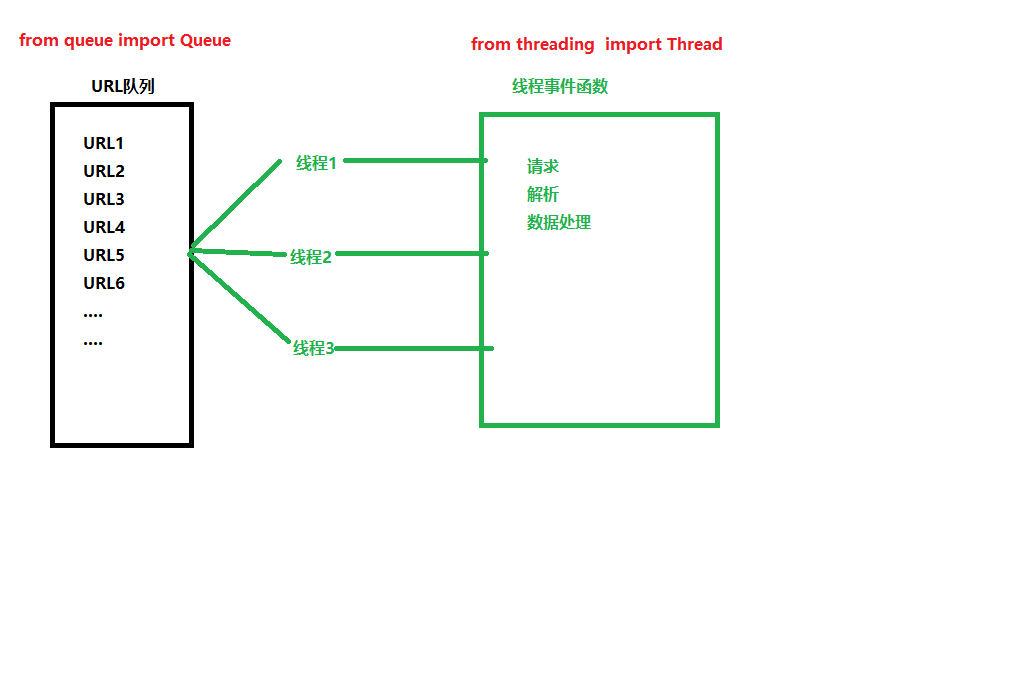 from queue import Queue
from threading  import Thread
URL队列
线程事件函数
URL1
URL2
URL3
URL4
URL5
URL6
....
....
线程1
线程2
线程3
请求
解析
数据处理